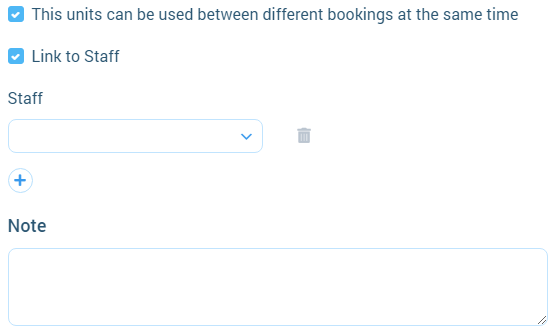 This units can be used between different bookings at the same time
Link to Staff
Staff
Note